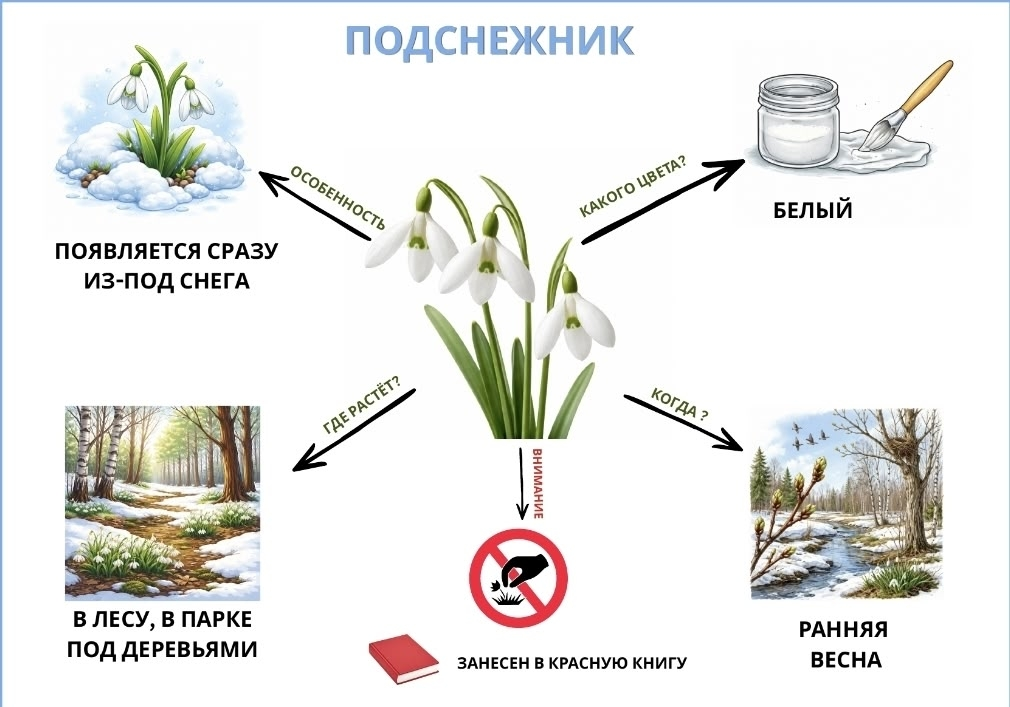 ПОДСНЕЖНИК
ОСОБЕННОСТЬ
ПОЯВЛЯЕТСЯ СРАЗУ
ИЗ-ПОД СНЕГА
КАКОГО ЦВЕТА?
БЕЛЫЙ
ГДЕ РАСТЁТ?
В ЛЕСУ, В ПАРКЕ
ПОД ДЕРЕВЬЯМИ
КОГДА ?
РАННЯЯ
ВЕСНА
ВНИМАНИЕ
ЗАНЕСЕН В КРАСНУЮ КНИГУ